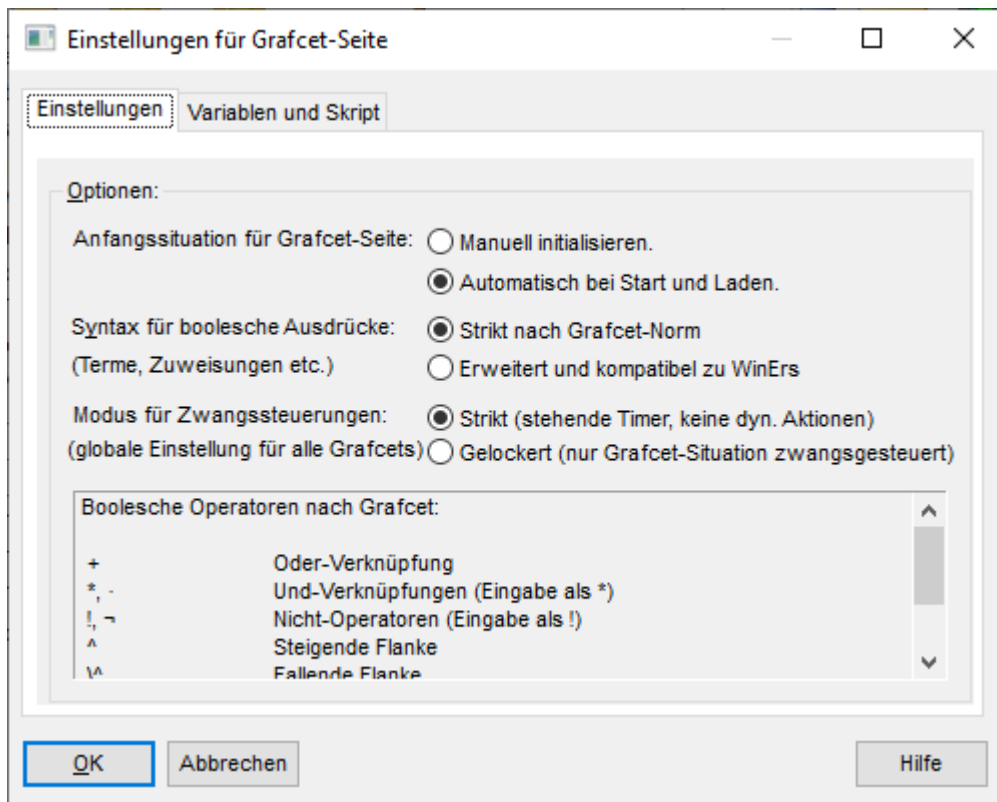 Einstellungen für Grafcet-Seite
Einstellungen
Variablen und Skript
Optionen:
Anfangssituation für Grafcet-Seite:
Manuell initialisieren.
Automatisch bei Start und Laden.
Syntax für boolesche Ausdrücke:
Strikt nach Grafcet-Norm
(Terme, Zuweisungen etc.)
Erweitert und kompatibel zu WinErs
Modus für Zwangssteuerungen:
Strikt (stehende Timer, keine dyn. Aktionen)
(globale Einstellung für alle Grafcets)
Gelockert (nur Grafcet-Situation zwangsgesteuert)
Boolesche Operatoren nach Grafcet:
+ Oder-Verknüpfung
*, · Und-Verknüpfungen (Eingabe als *)
!, ¬ Nicht-Operatoren (Eingabe als !)
^ Steigende Flanke
\^ Fallende Flanke
OK
Abbrechen
Hilfe